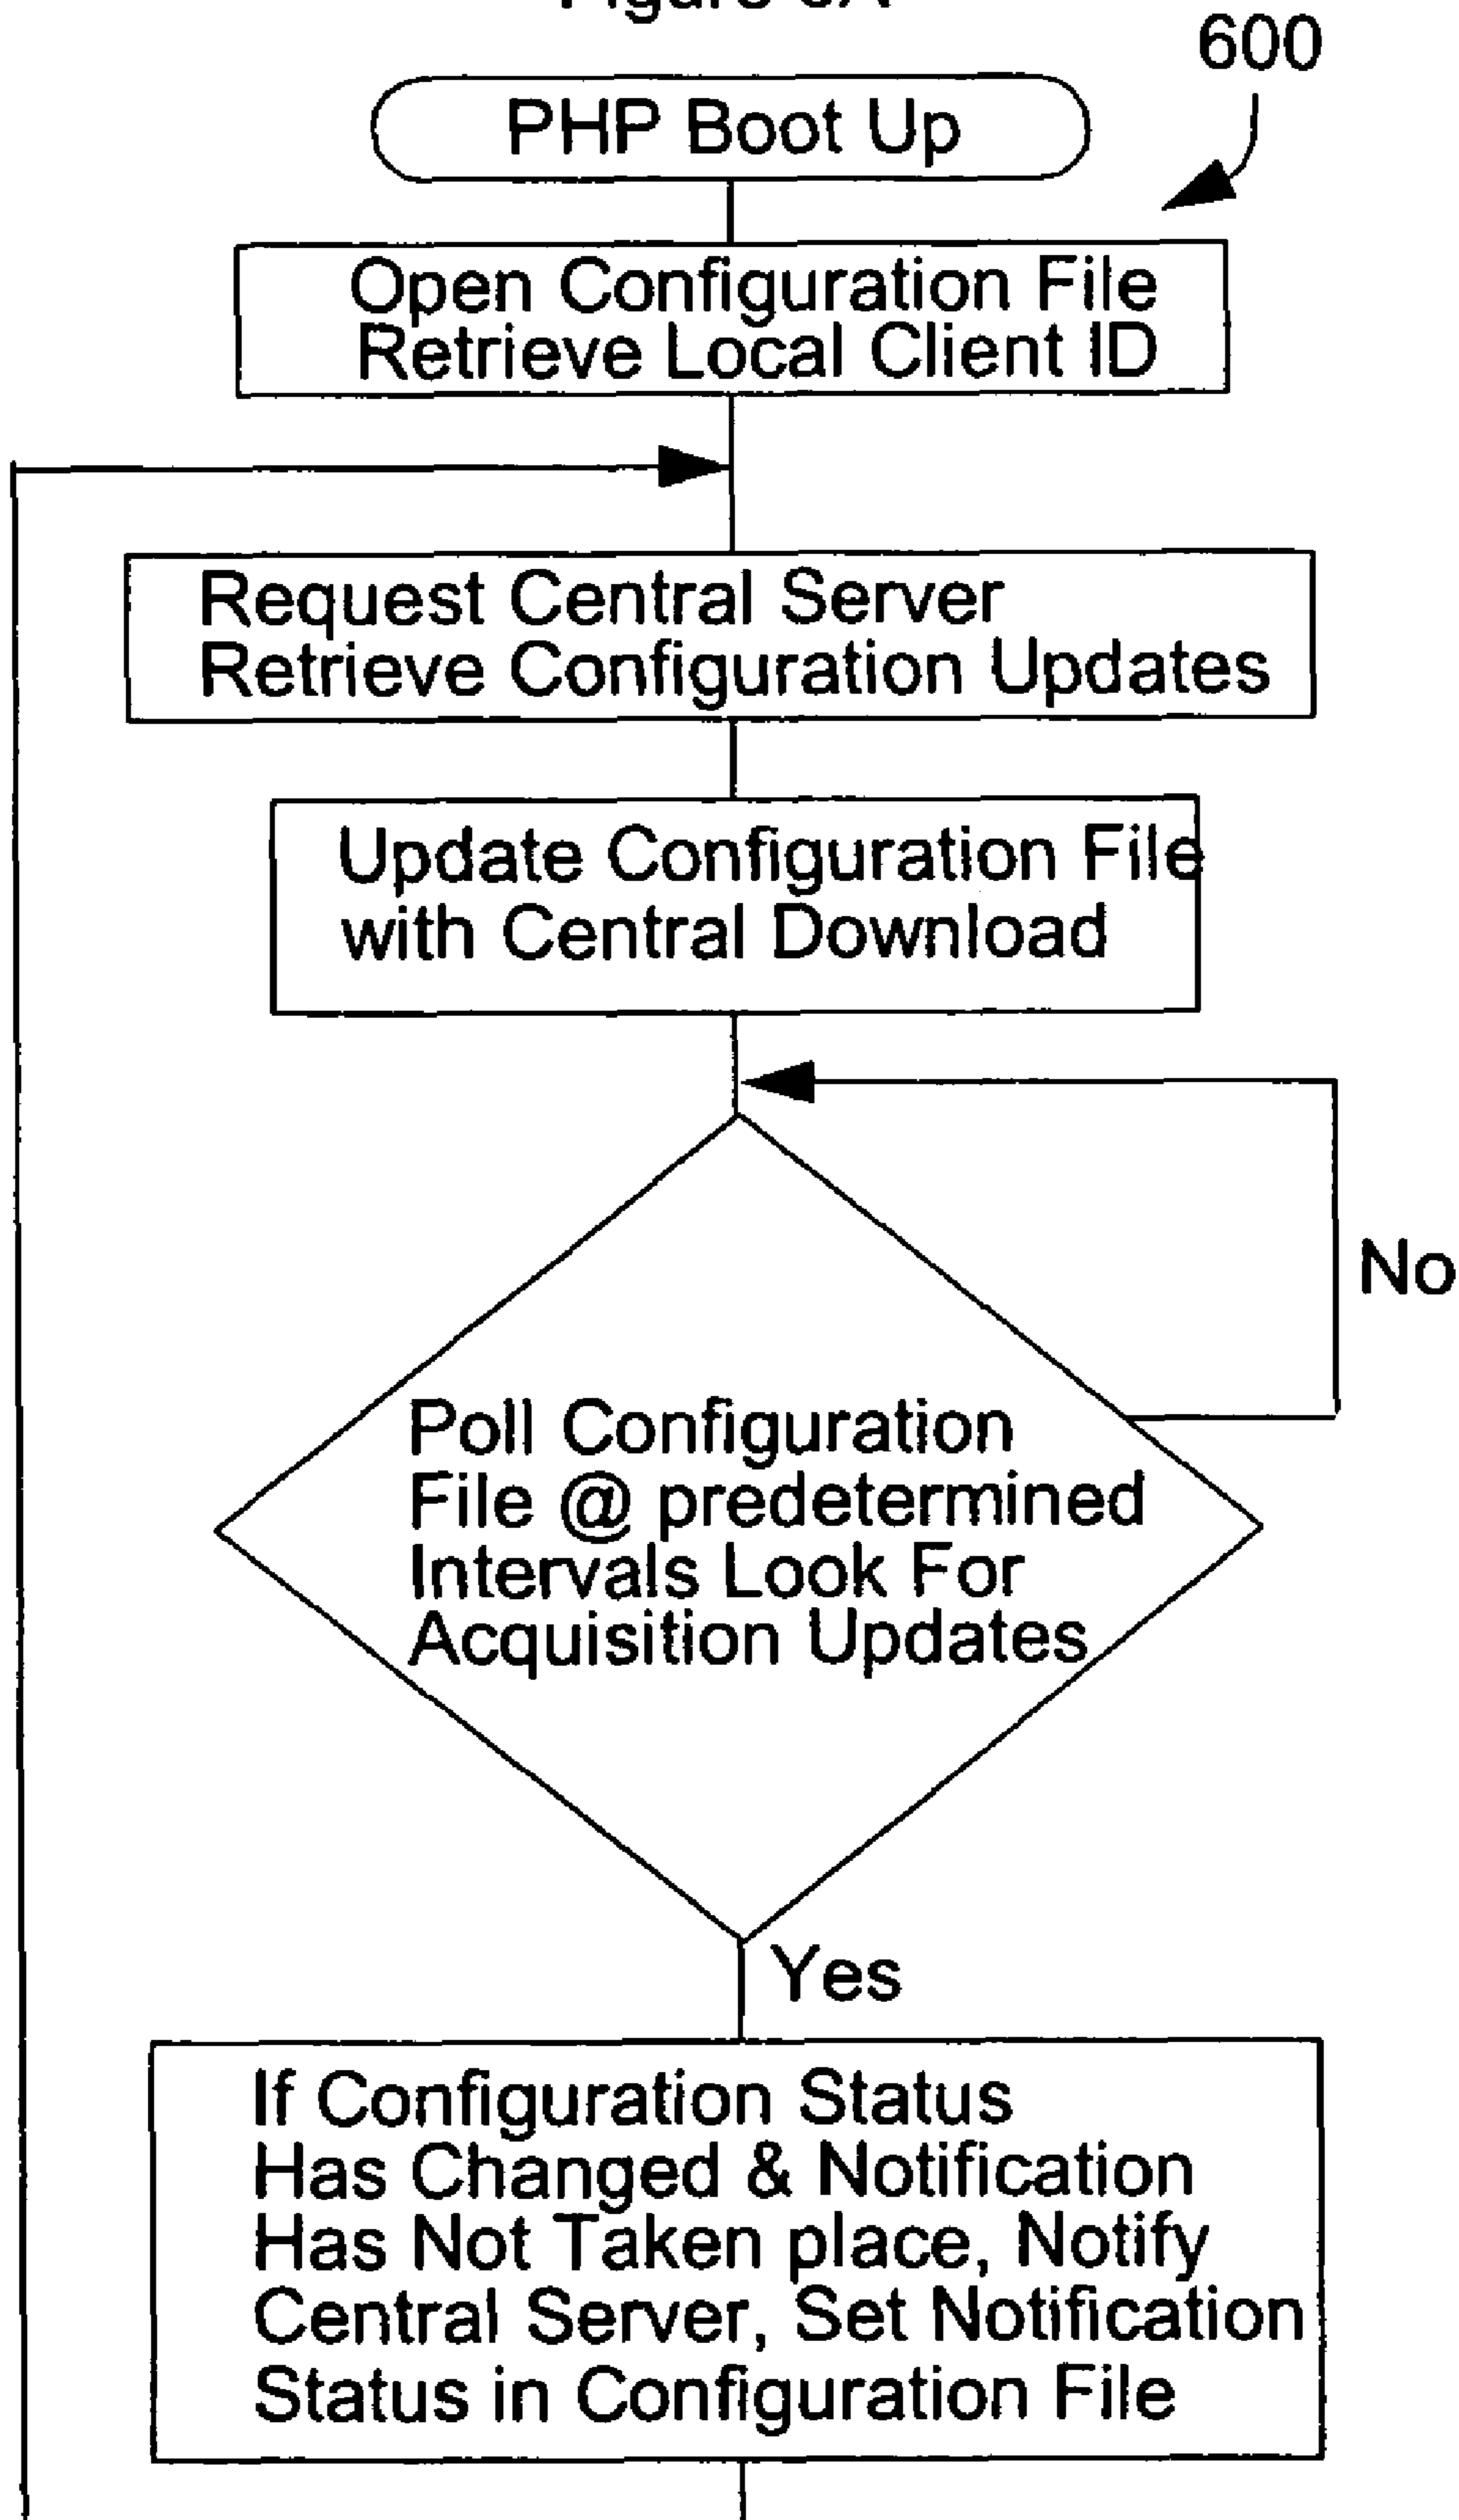 600
PHP Boot Up
Open Configuration File
Retrieve Local Client ID
Request Central Server
Retrieve Configuration Updates
Update Configuration File
with Central Download
No
Poll Configuration
File @ predetermined
Intervals Look For
Acquisition Updates
Yes
If Configuration Status
Has Changed & Notification
Has Not Taken place, Notify
Central Server, Set Notification
Status in Configuration File